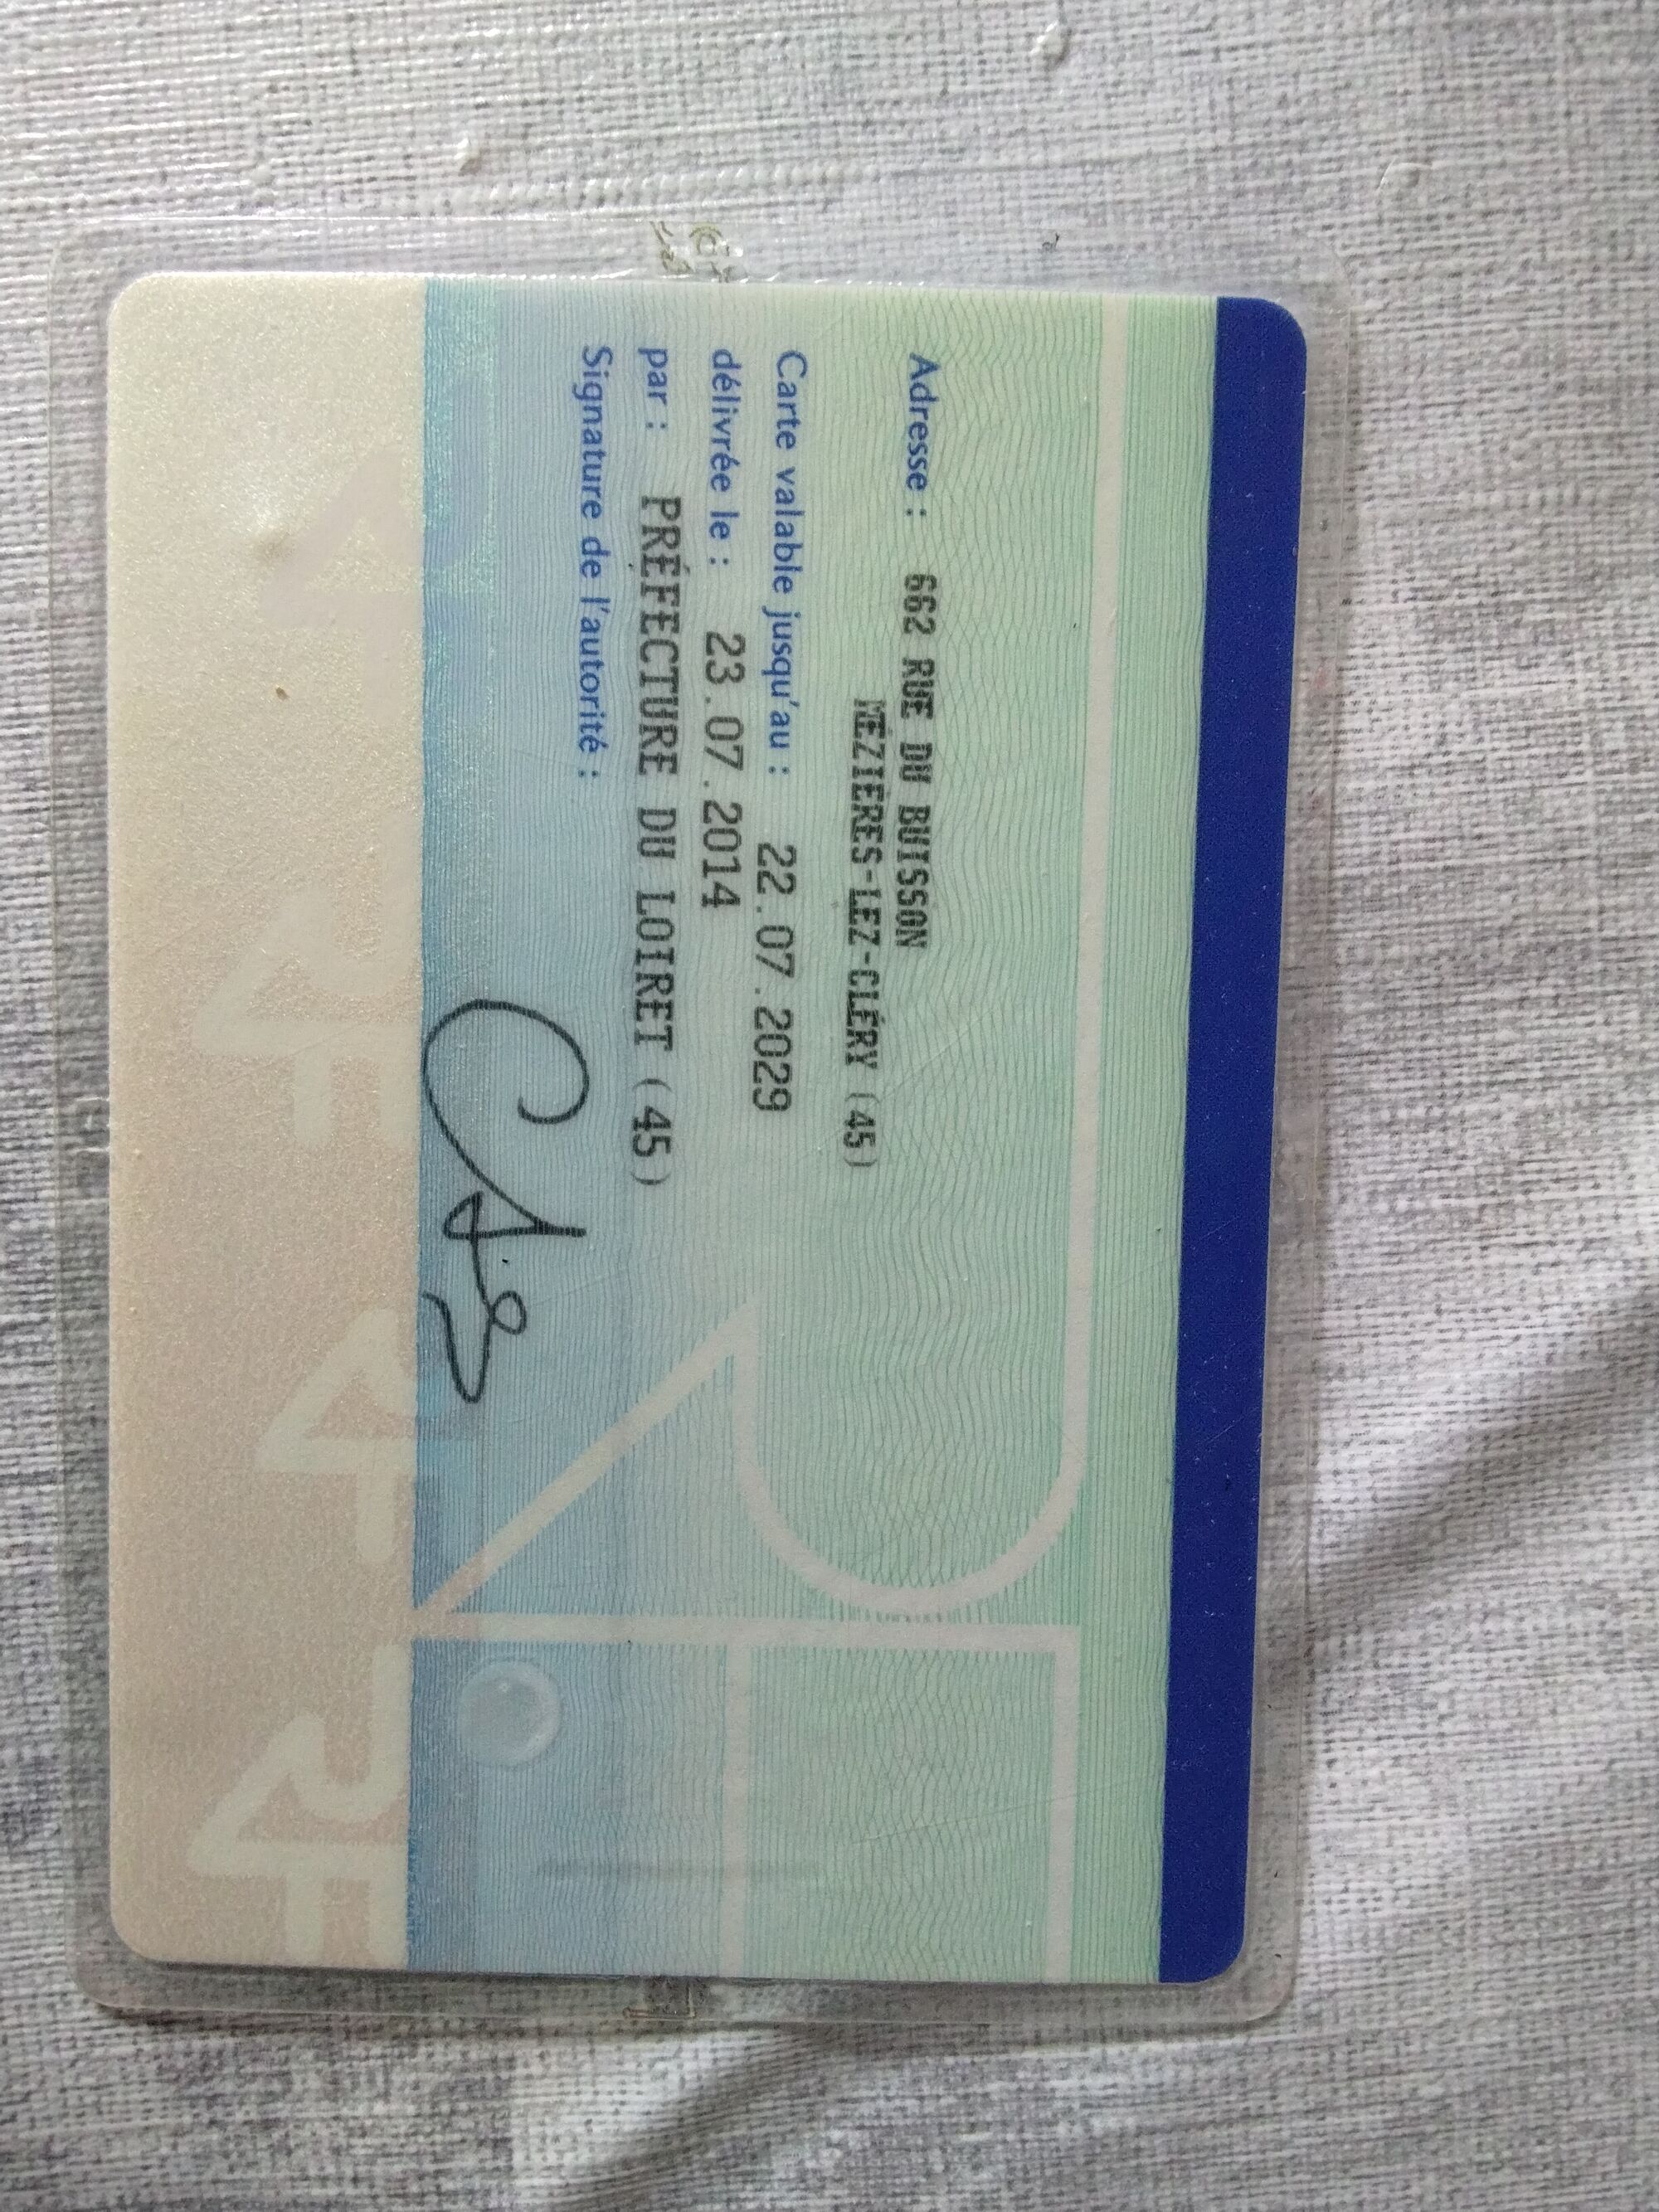 Adresse : 662 RUE DU BUISSON
MÉZIÈRES-LEZ-CLÉRY (45)
Carte valable jusqu'au : 22.07.2029
délivrée le : 23.07.2014
par : PRÉFECTURE DU LOIRET (45)
Signature de l'autorité :
RF